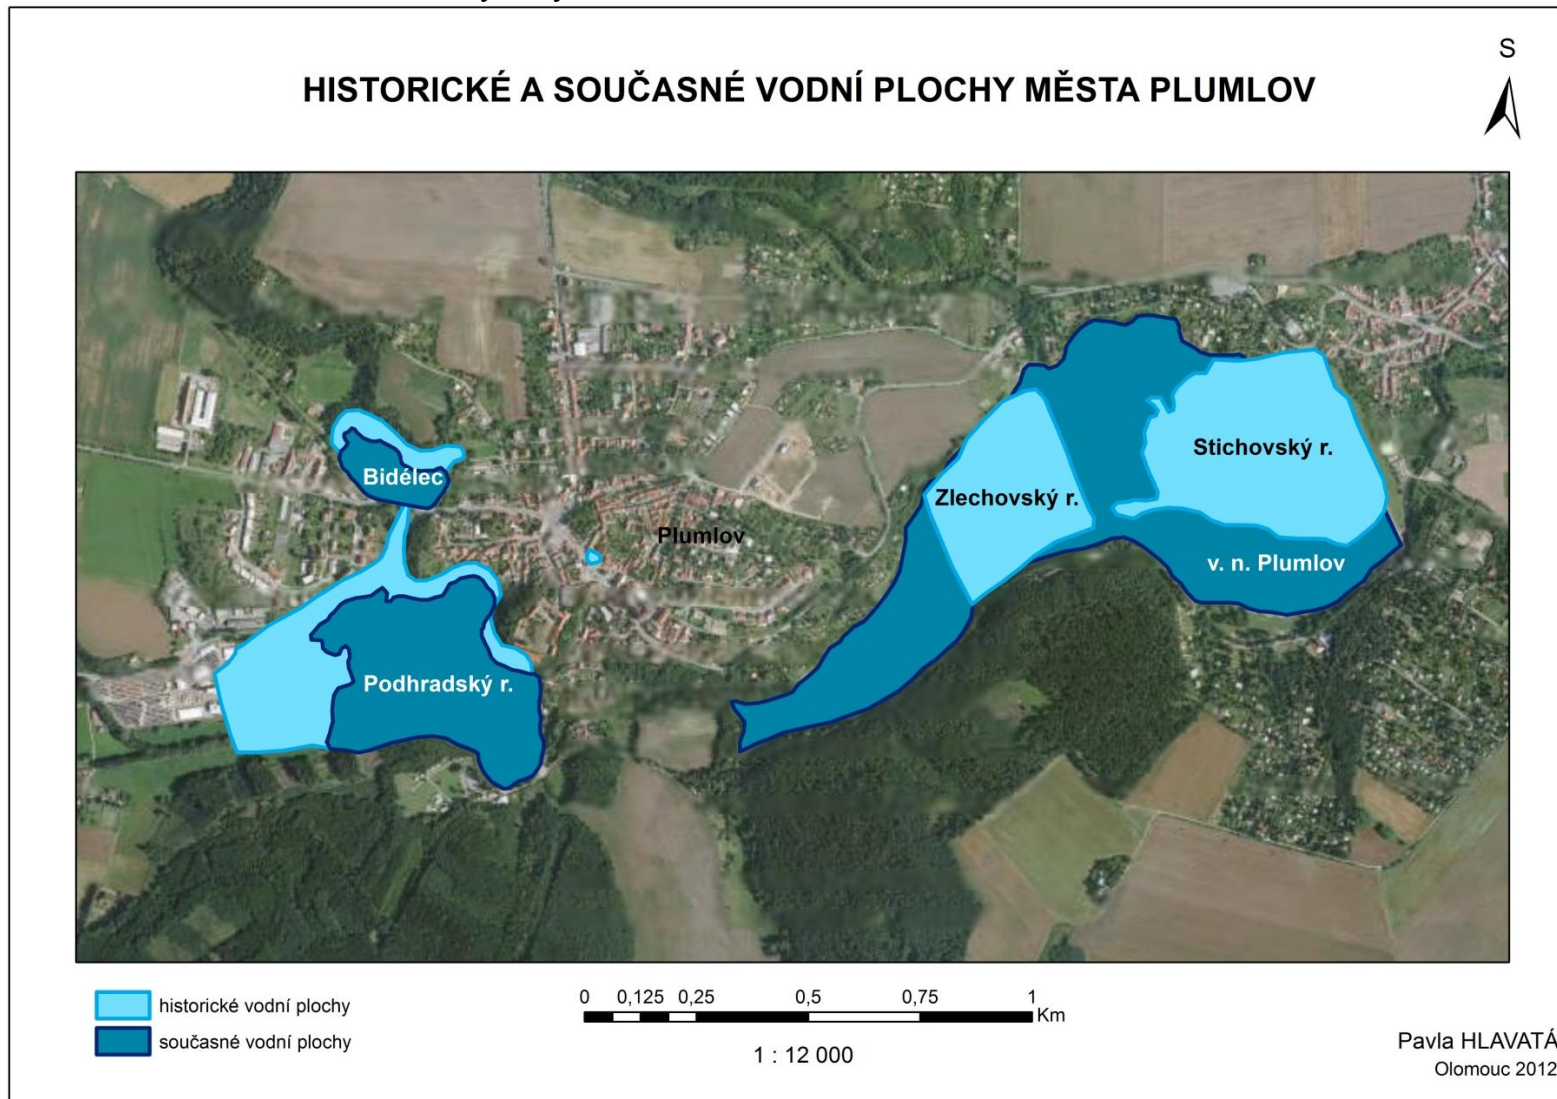 S
HISTORICKÉ A SOUČASNÉ VODNÍ PLOCHY MĚSTA PLUMLOV
Bidélec
Stichovský r.
Zlechovský r.
Plumlov
v. n. Plumlov
Podhradský r.
historické vodní plochy
současné vodní plochy
0 0,125 0,25 0,5 0,75 1
Km
1 : 12 000
Pavla HLAVATÁ
Olomouc 2012